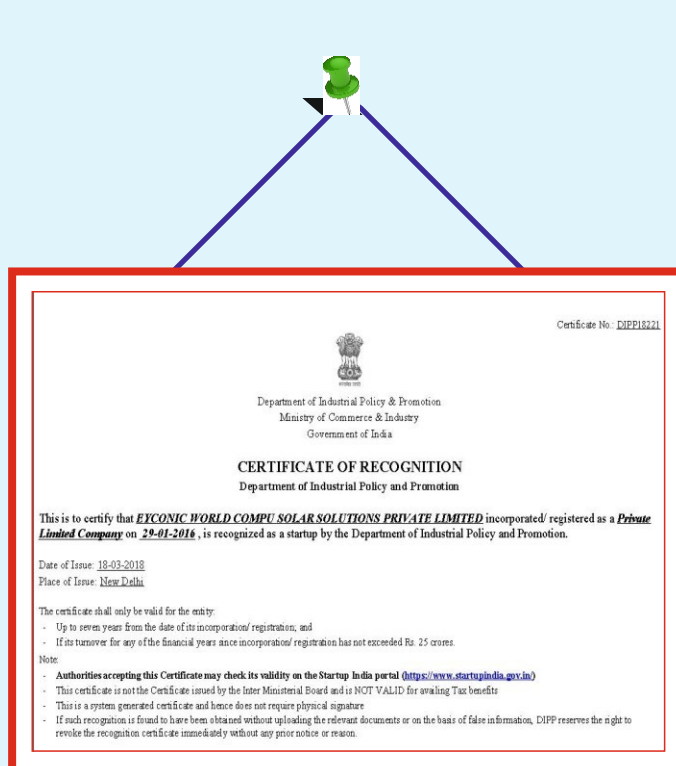 Certificate No.: DIPP18221
Department of Industrial Policy & Promotion
Ministry of Commerce & Industry
Government of India
CERTIFICATE OF RECOGNITION
Department of Industrial Policy and Promotion
This is to certify that EYCONIC WORLD COMPU SOLAR SOLUTIONS PRIVATE LIMITED incorporated/ registered as a Private
Limited Company on 29-01-2016 , is recognized as a startup by the Department of Industrial Policy and Promotion.
Date of Issue: 18-03-2018
Place of Issue: New Delhi
The certificate shall only be valid for the entity:
- Up to seven years from the date of its incorporation/ registration; and
- If its turnover for any of the financial years since incorporation/ registration has not exceeded Rs. 25 crores.
Note:
- Authorities accepting this Certificate may check its validity on the Startup India portal (https://www.startupindia.gov.in/)
- This certificate is not the Certificate issued by the Inter Ministerial Board and is NOT VALID for availing Tax benefits
- This is a system generated certificate and hence does not require physical signature
- If such recognition is found to have been obtained without uploading the relevant documents or on the basis of false information, DIPP reserves the right to
revoke the recognition certificate immediately without any prior notice or reason.